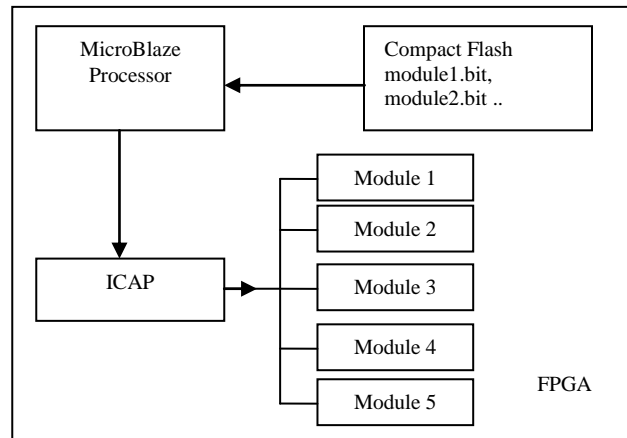 MicroBlaze
Processor
Compact Flash
module1.bit,
module2.bit ..
Module 1
Module 2
ICAP
Module 3
Module 4
Module 5
FPGA